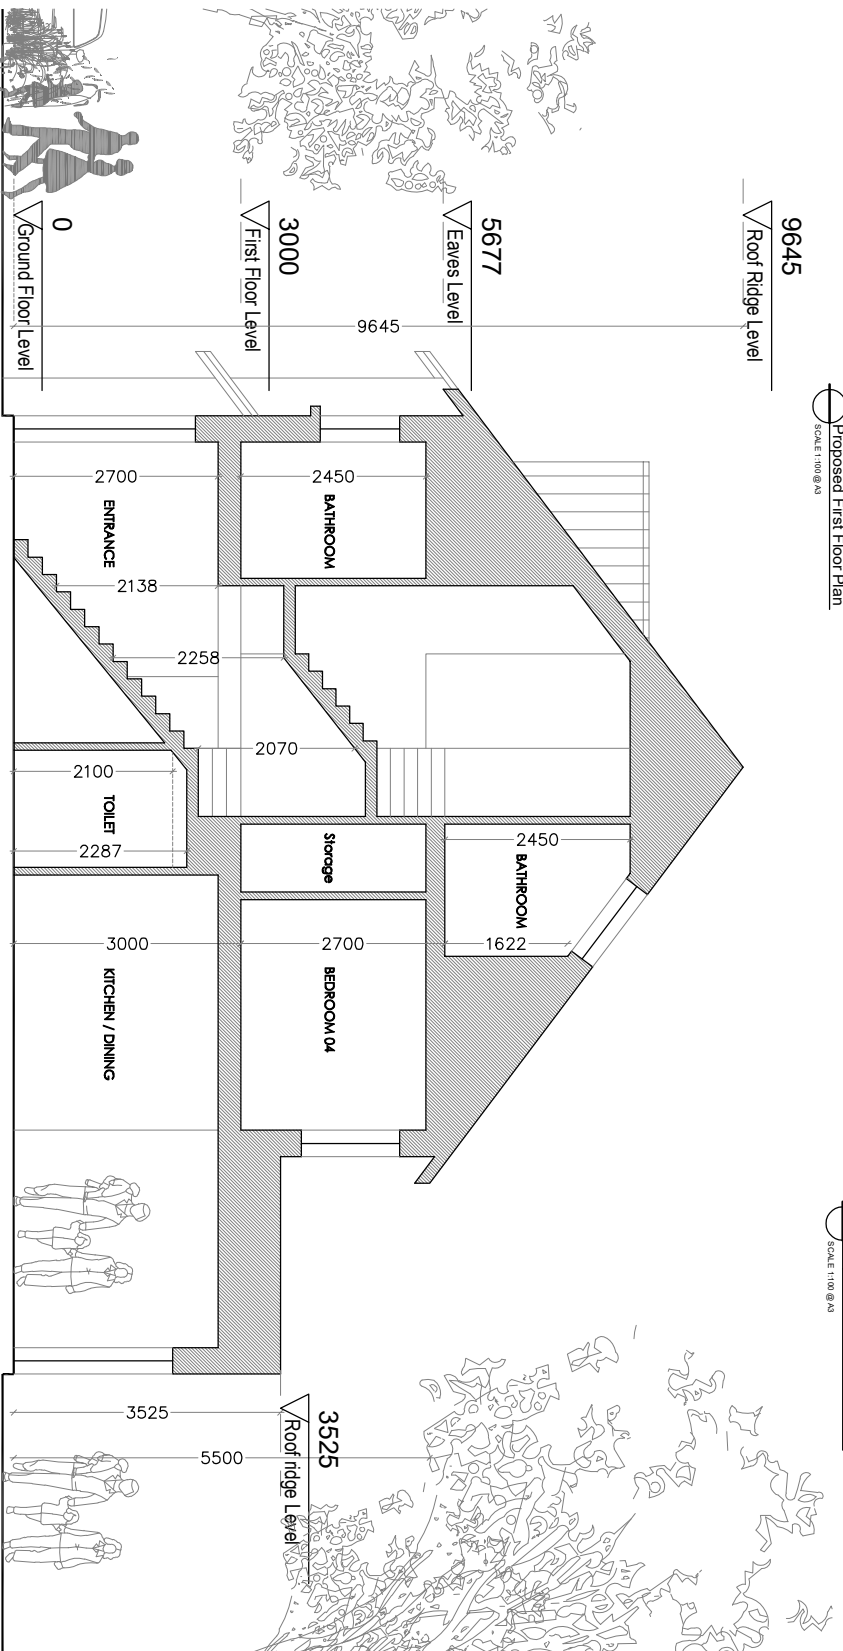 Proposed First Floor Plan
SCALE 1:100 @ A3
SCALE 1:100 @ A3
9645
Roof Ridge Level
5677
Eaves Level
3000
First Floor Level
0
Ground Floor Level
9645
2450
BATHROOM
2700
ENTRANCE
2138
2258
2070
2100
TOILET
2287
Storage
2450
BATHROOM
1622
2700
BEDROOM 04
3000
KITCHEN / DINING
3525
Roof ridge Level
3525
5500